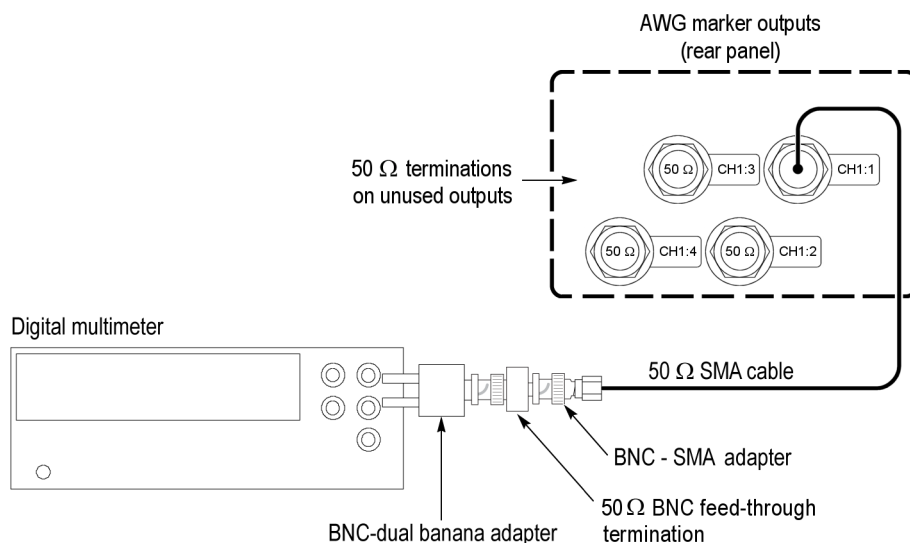 AWG marker outputs
(rear panel)
50 Ω terminations
on unused outputs
50 Ω
CH1:3
CH1:1
50 Ω
CH1:4
50 Ω
CH1:2
Digital multimeter
50 Ω SMA cable
BNC - SMA adapter
50 Ω BNC feed-through
termination
BNC-dual banana adapter